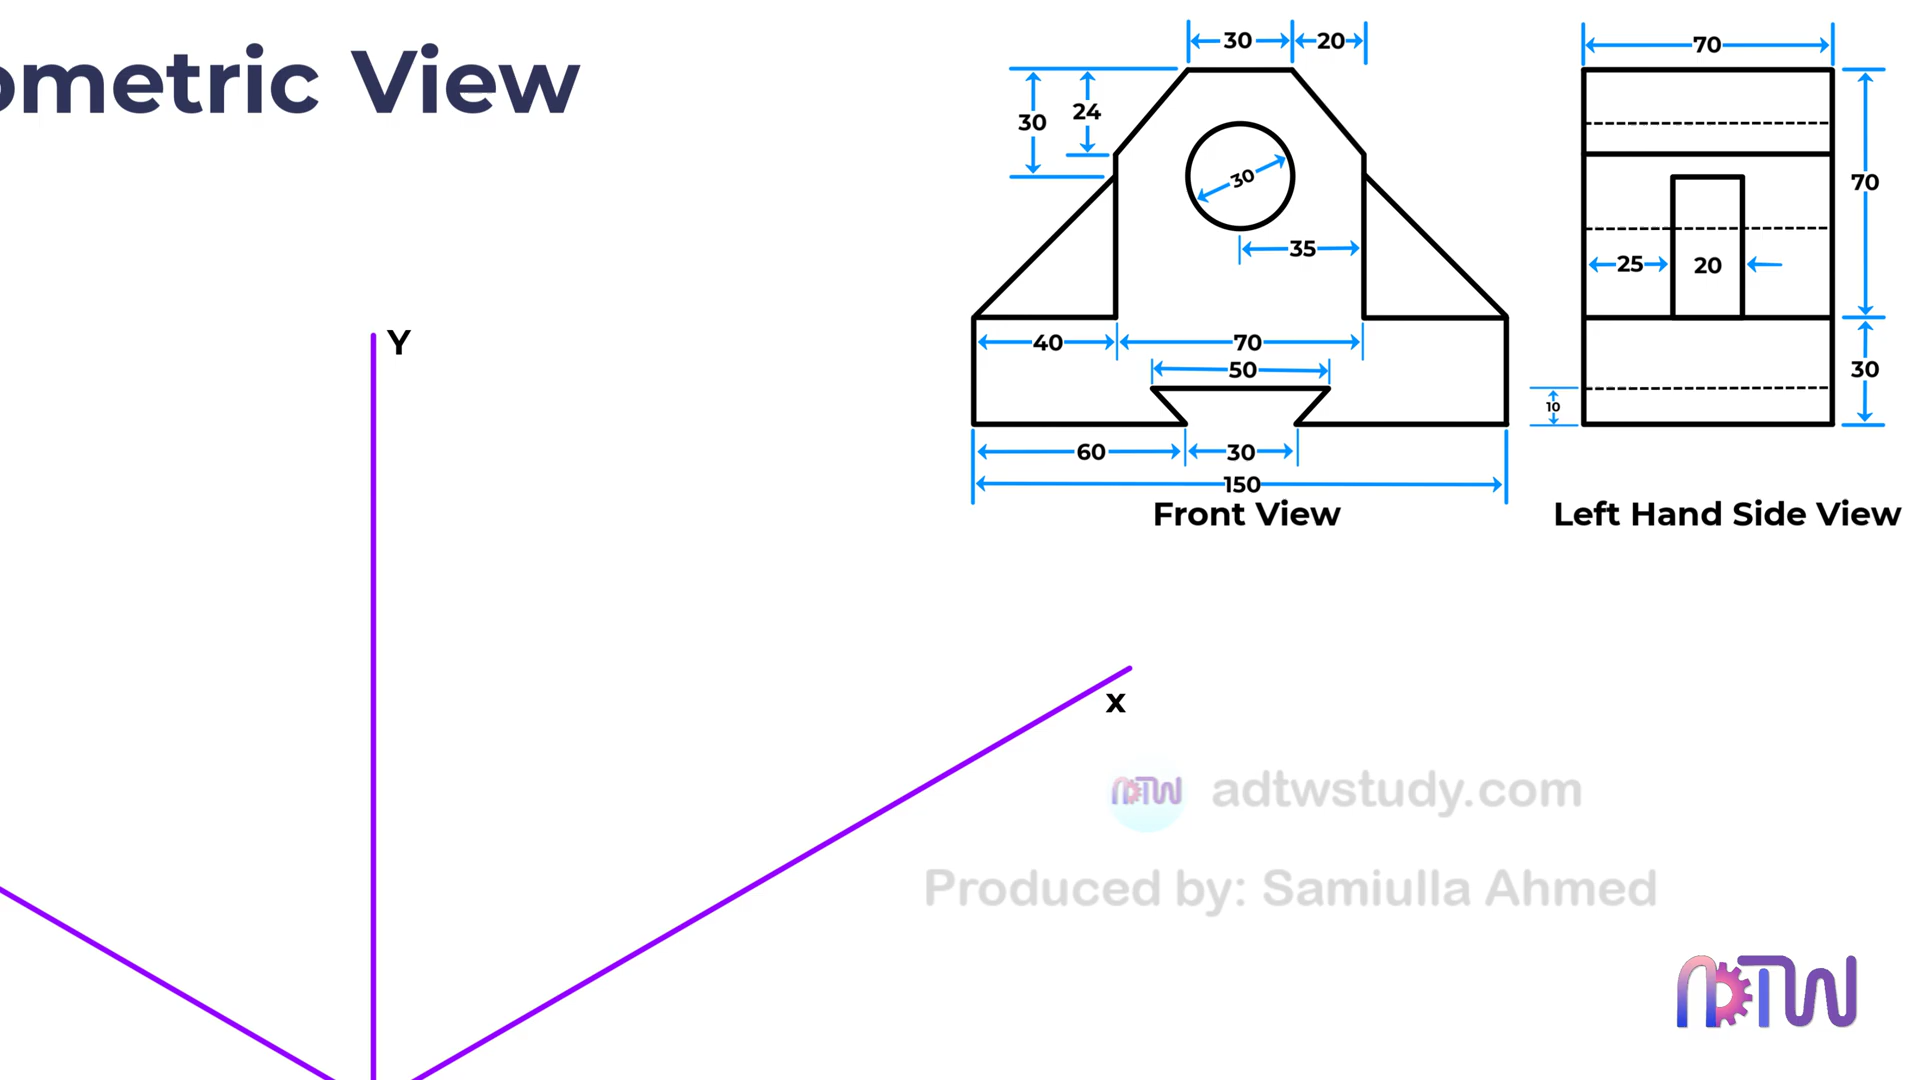 ometric View
30 20
30
24
30
35
40
70
50
60
30
150
Front View
70
70
25
20
30
10
Left Hand Side View
Y
x
adtwstudy.com
Produced by: Samiulla Ahmed